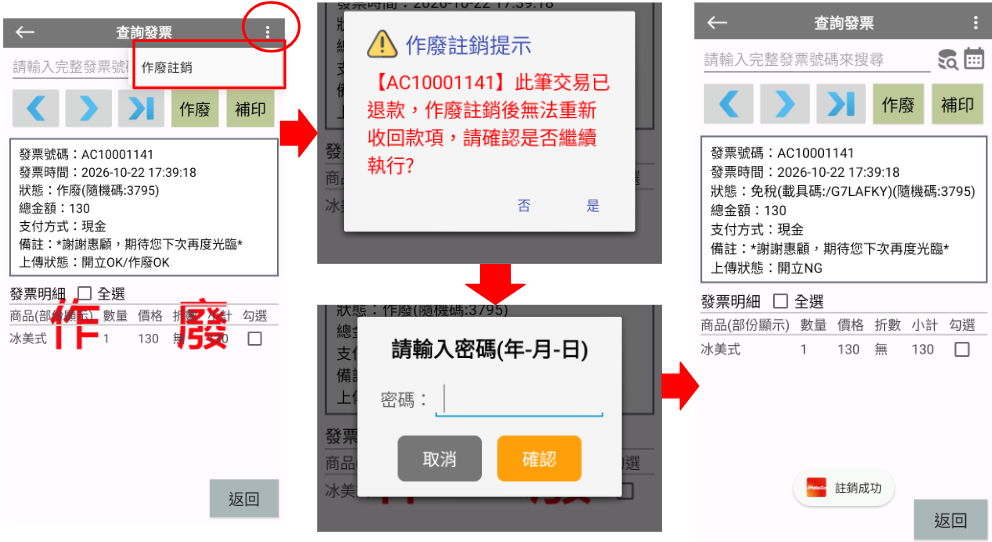 查詢發票
請輸入完整發票號
作廢註銷
作廢
補印
發票號碼：AC10001141
發票時間：2026-10-22 17:39:18
狀態：作廢(隨機碼:3795)
總金額：130
支付方式：現金
備註：*謝謝惠顧，期待您下次再度光臨*
上傳狀態：開立OK/作廢OK
發票明細 全選
商品(部份顯示) 數量 價格 折數 小計 勾選
冰美式 1 130 無
作廢
返回
發票時間：2026-10-22 17:39:18
作廢註銷提示
【AC10001141】此筆交易已
退款，作廢註銷後無法重新
收回款項，請確認是否繼續
執行?
否 是
狀態：作廢(隨機碼:3795)
請輸入密碼(年-月-日)
密碼：
取消 確認
查詢發票
請輸入完整發票號碼來搜尋
作廢
補印
發票號碼：AC10001141
發票時間：2026-10-22 17:39:18
狀態：免稅(載具碼:/G7LAFKY)(隨機碼:3795)
總金額：130
支付方式：現金
備註：*謝謝惠顧，期待您下次再度光臨*
上傳狀態：開立NG
發票明細 全選
商品(部份顯示) 數量 價格 折數 小計 勾選
冰美式 1 130 無 130
註銷成功
返回